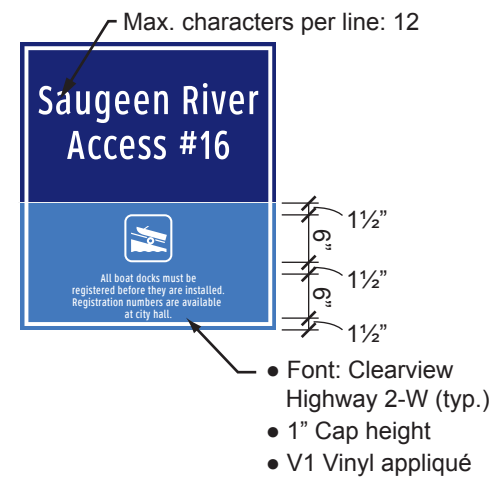 Max. characters per line: 12
Saugeen River
Access #16
1½”
6”
1½”
6”
1½”
All boat docks must be
registered before they are installed.
Registration numbers are available
at city hall.
● Font: Clearview
Highway 2-W (typ.)
● 1” Cap height
● V1 Vinyl appliqué